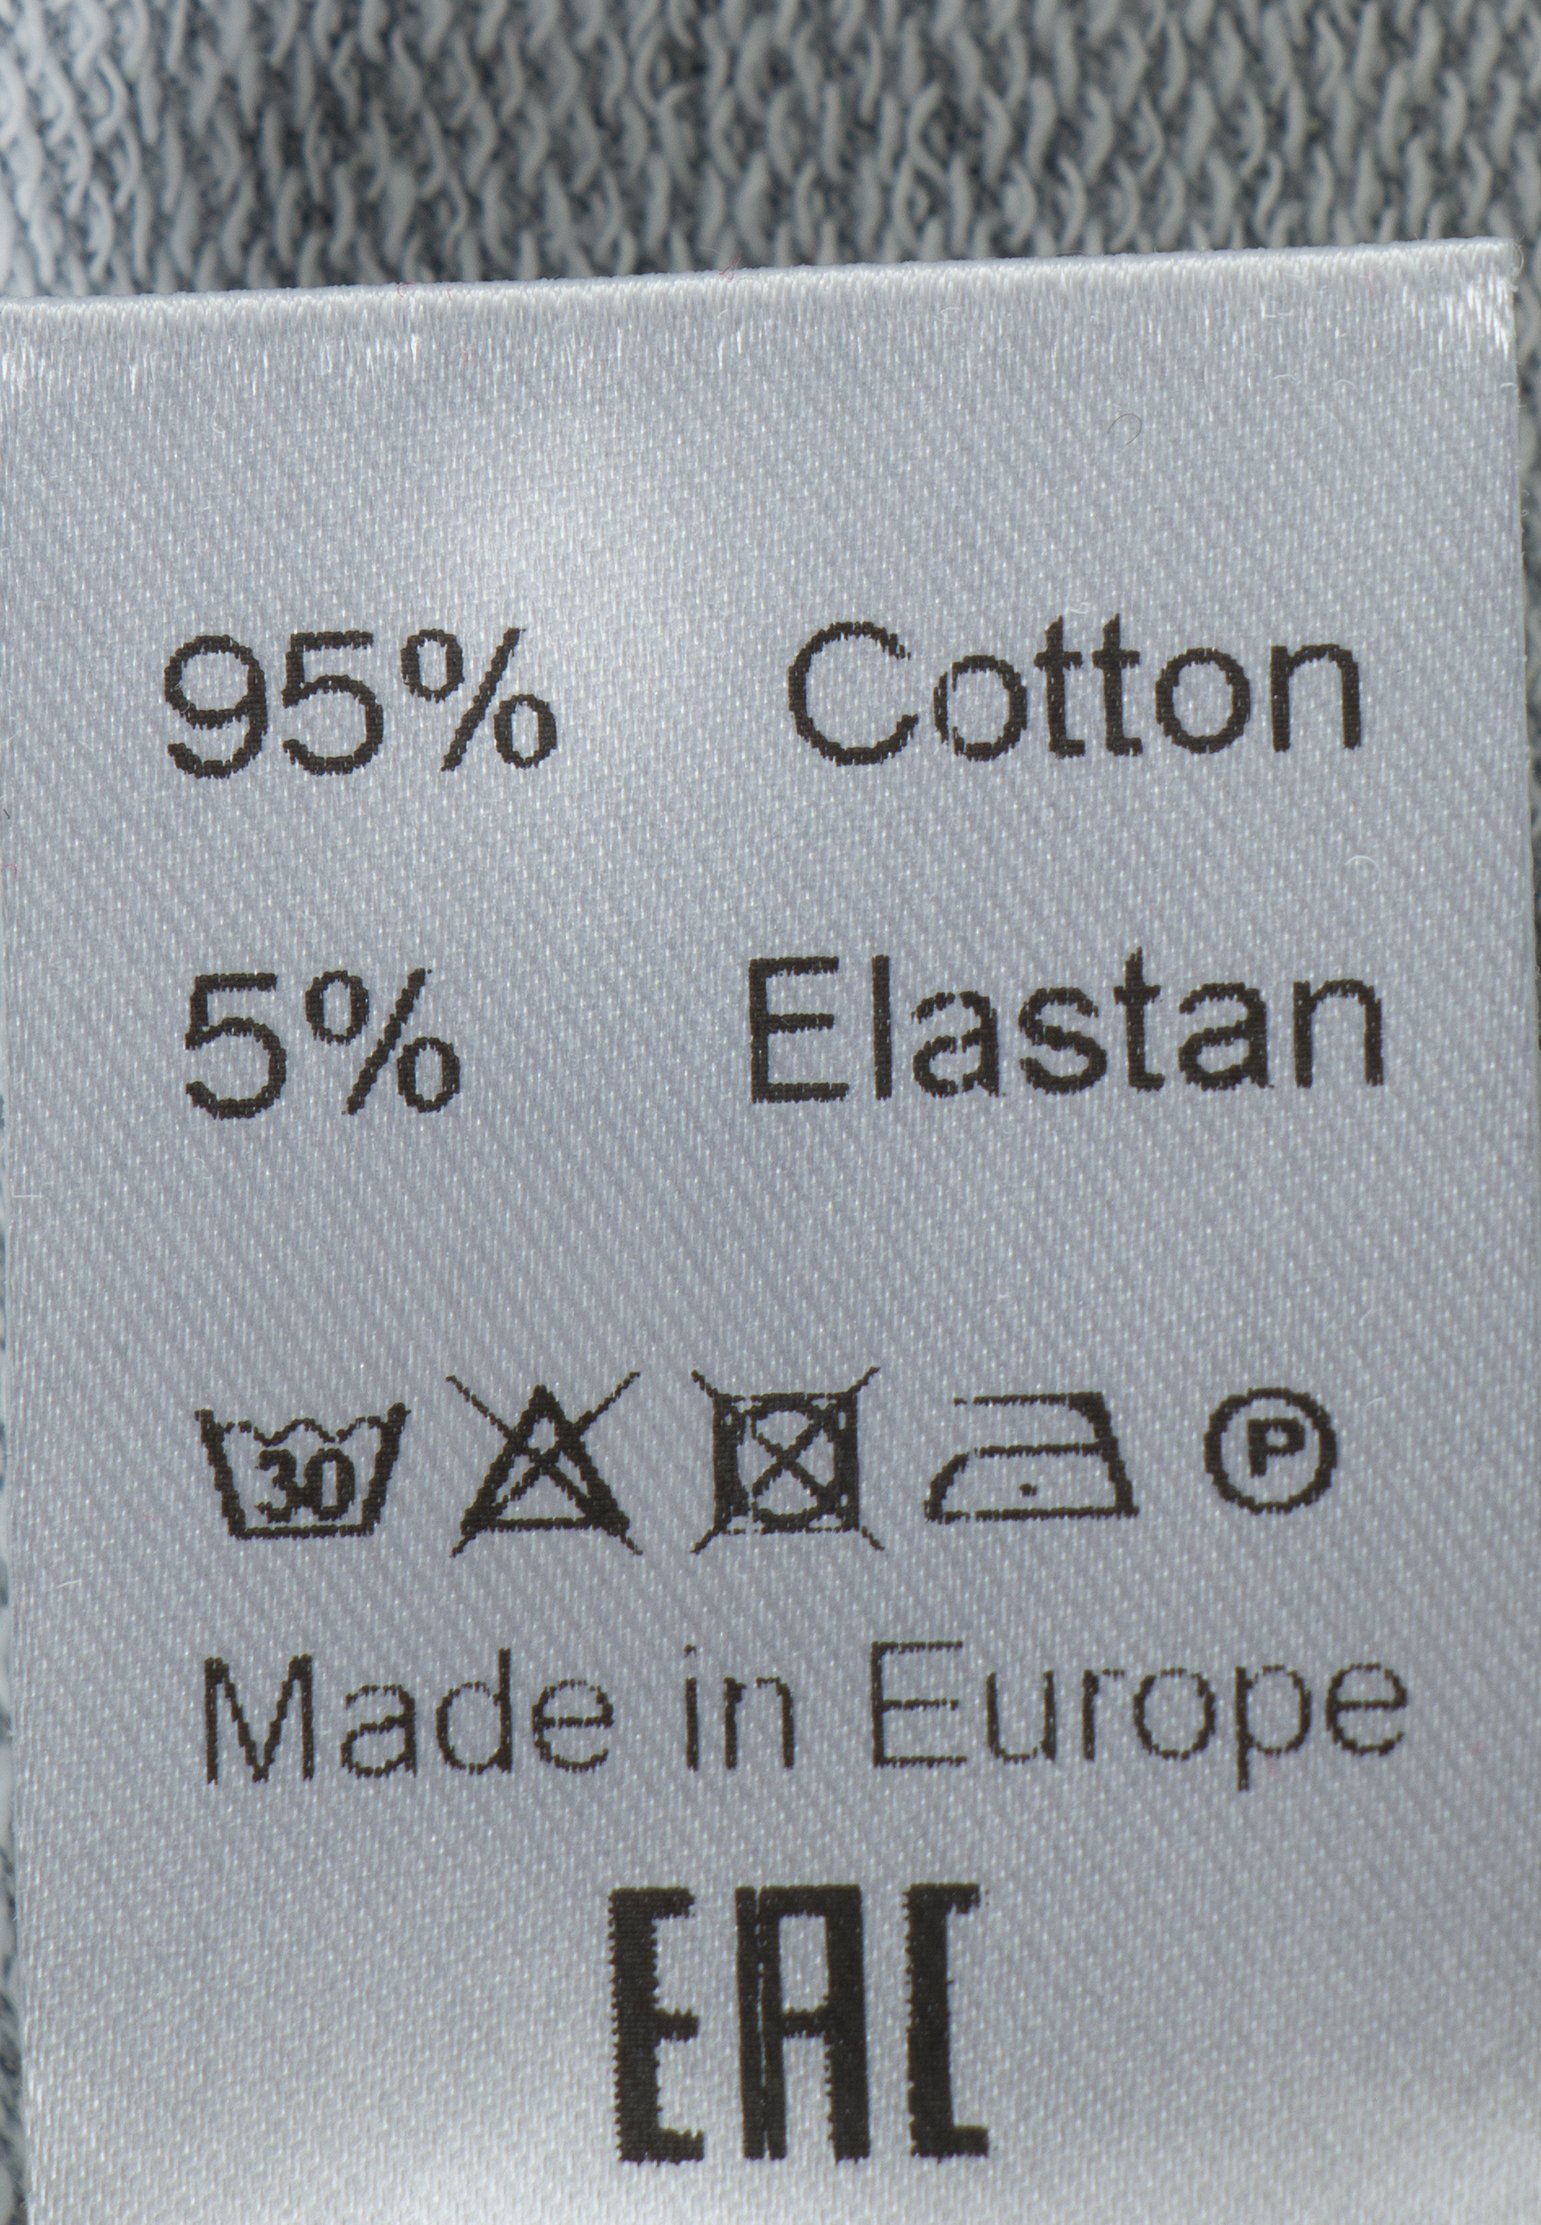 95% Cotton
5% Elastan
30 P
Made in Europe
EAC